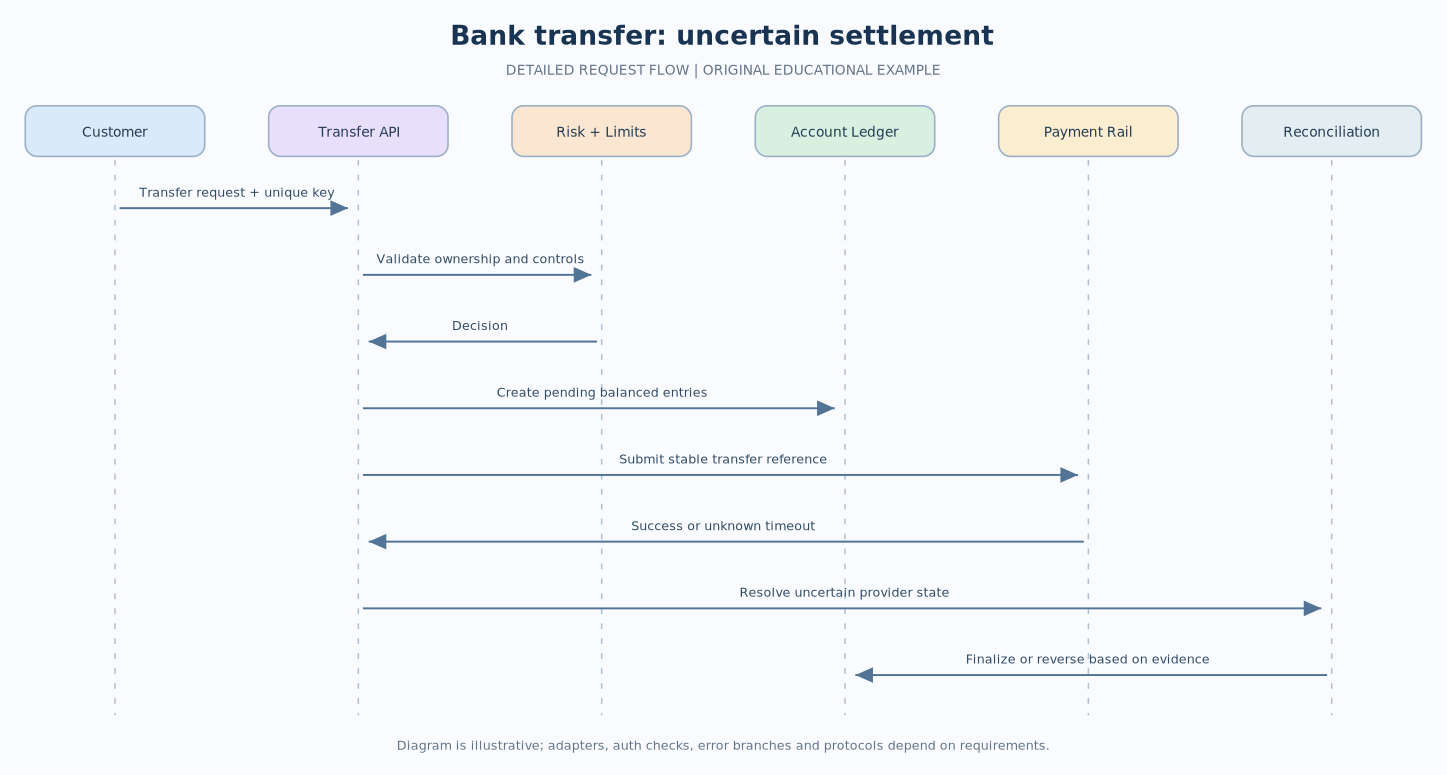 Bank transfer: uncertain settlement
DETAILED REQUEST FLOW | ORIGINAL EDUCATIONAL EXAMPLE
Customer
Transfer API
Risk + Limits
Account Ledger
Payment Rail
Reconciliation
Transfer request + unique key
Validate ownership and controls
Decision
Create pending balanced entries
Submit stable transfer reference
Success or unknown timeout
Resolve uncertain provider state
Finalize or reverse based on evidence
Diagram is illustrative; adapters, auth checks, error branches and protocols depend on requirements.